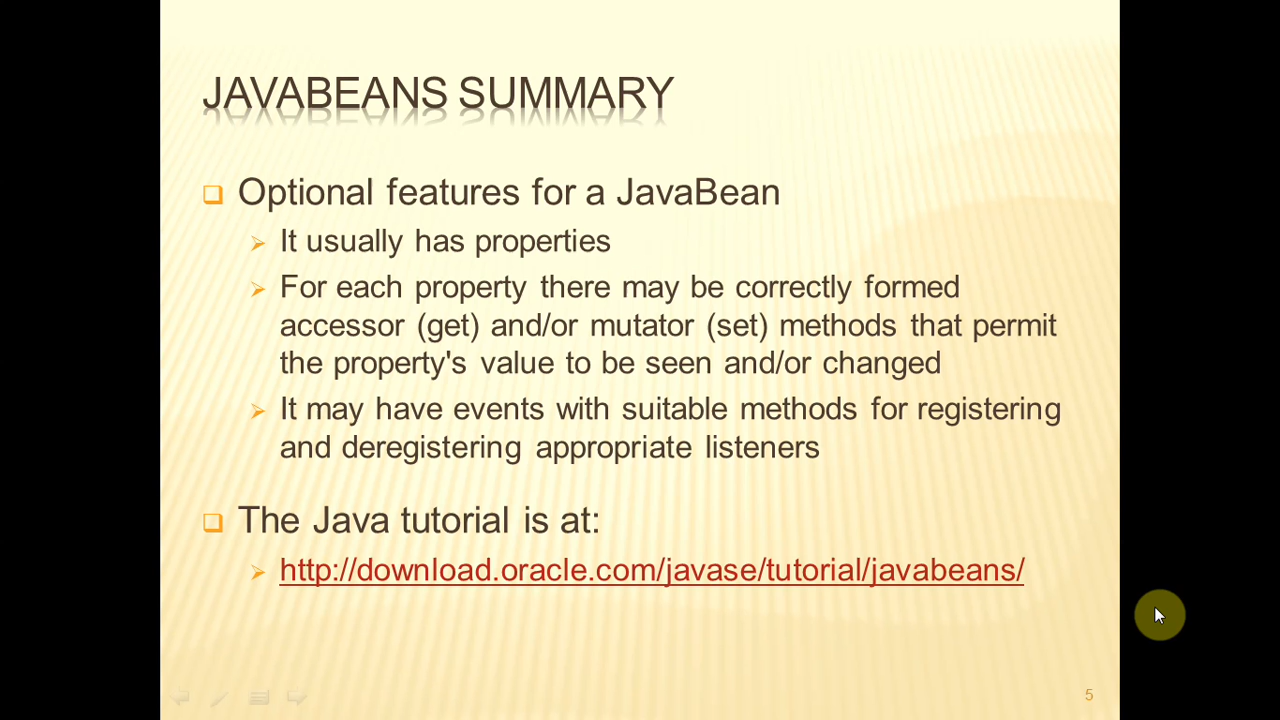 JAVABEANS SUMMARY
Optional features for a JavaBean
It usually has properties
For each property there may be correctly formed
accessor (get) and/or mutator (set) methods that permit
the property's value to be seen and/or changed
It may have events with suitable methods for registering
and deregistering appropriate listeners
The Java tutorial is at:
http://download.oracle.com/javase/tutorial/javabeans/
5